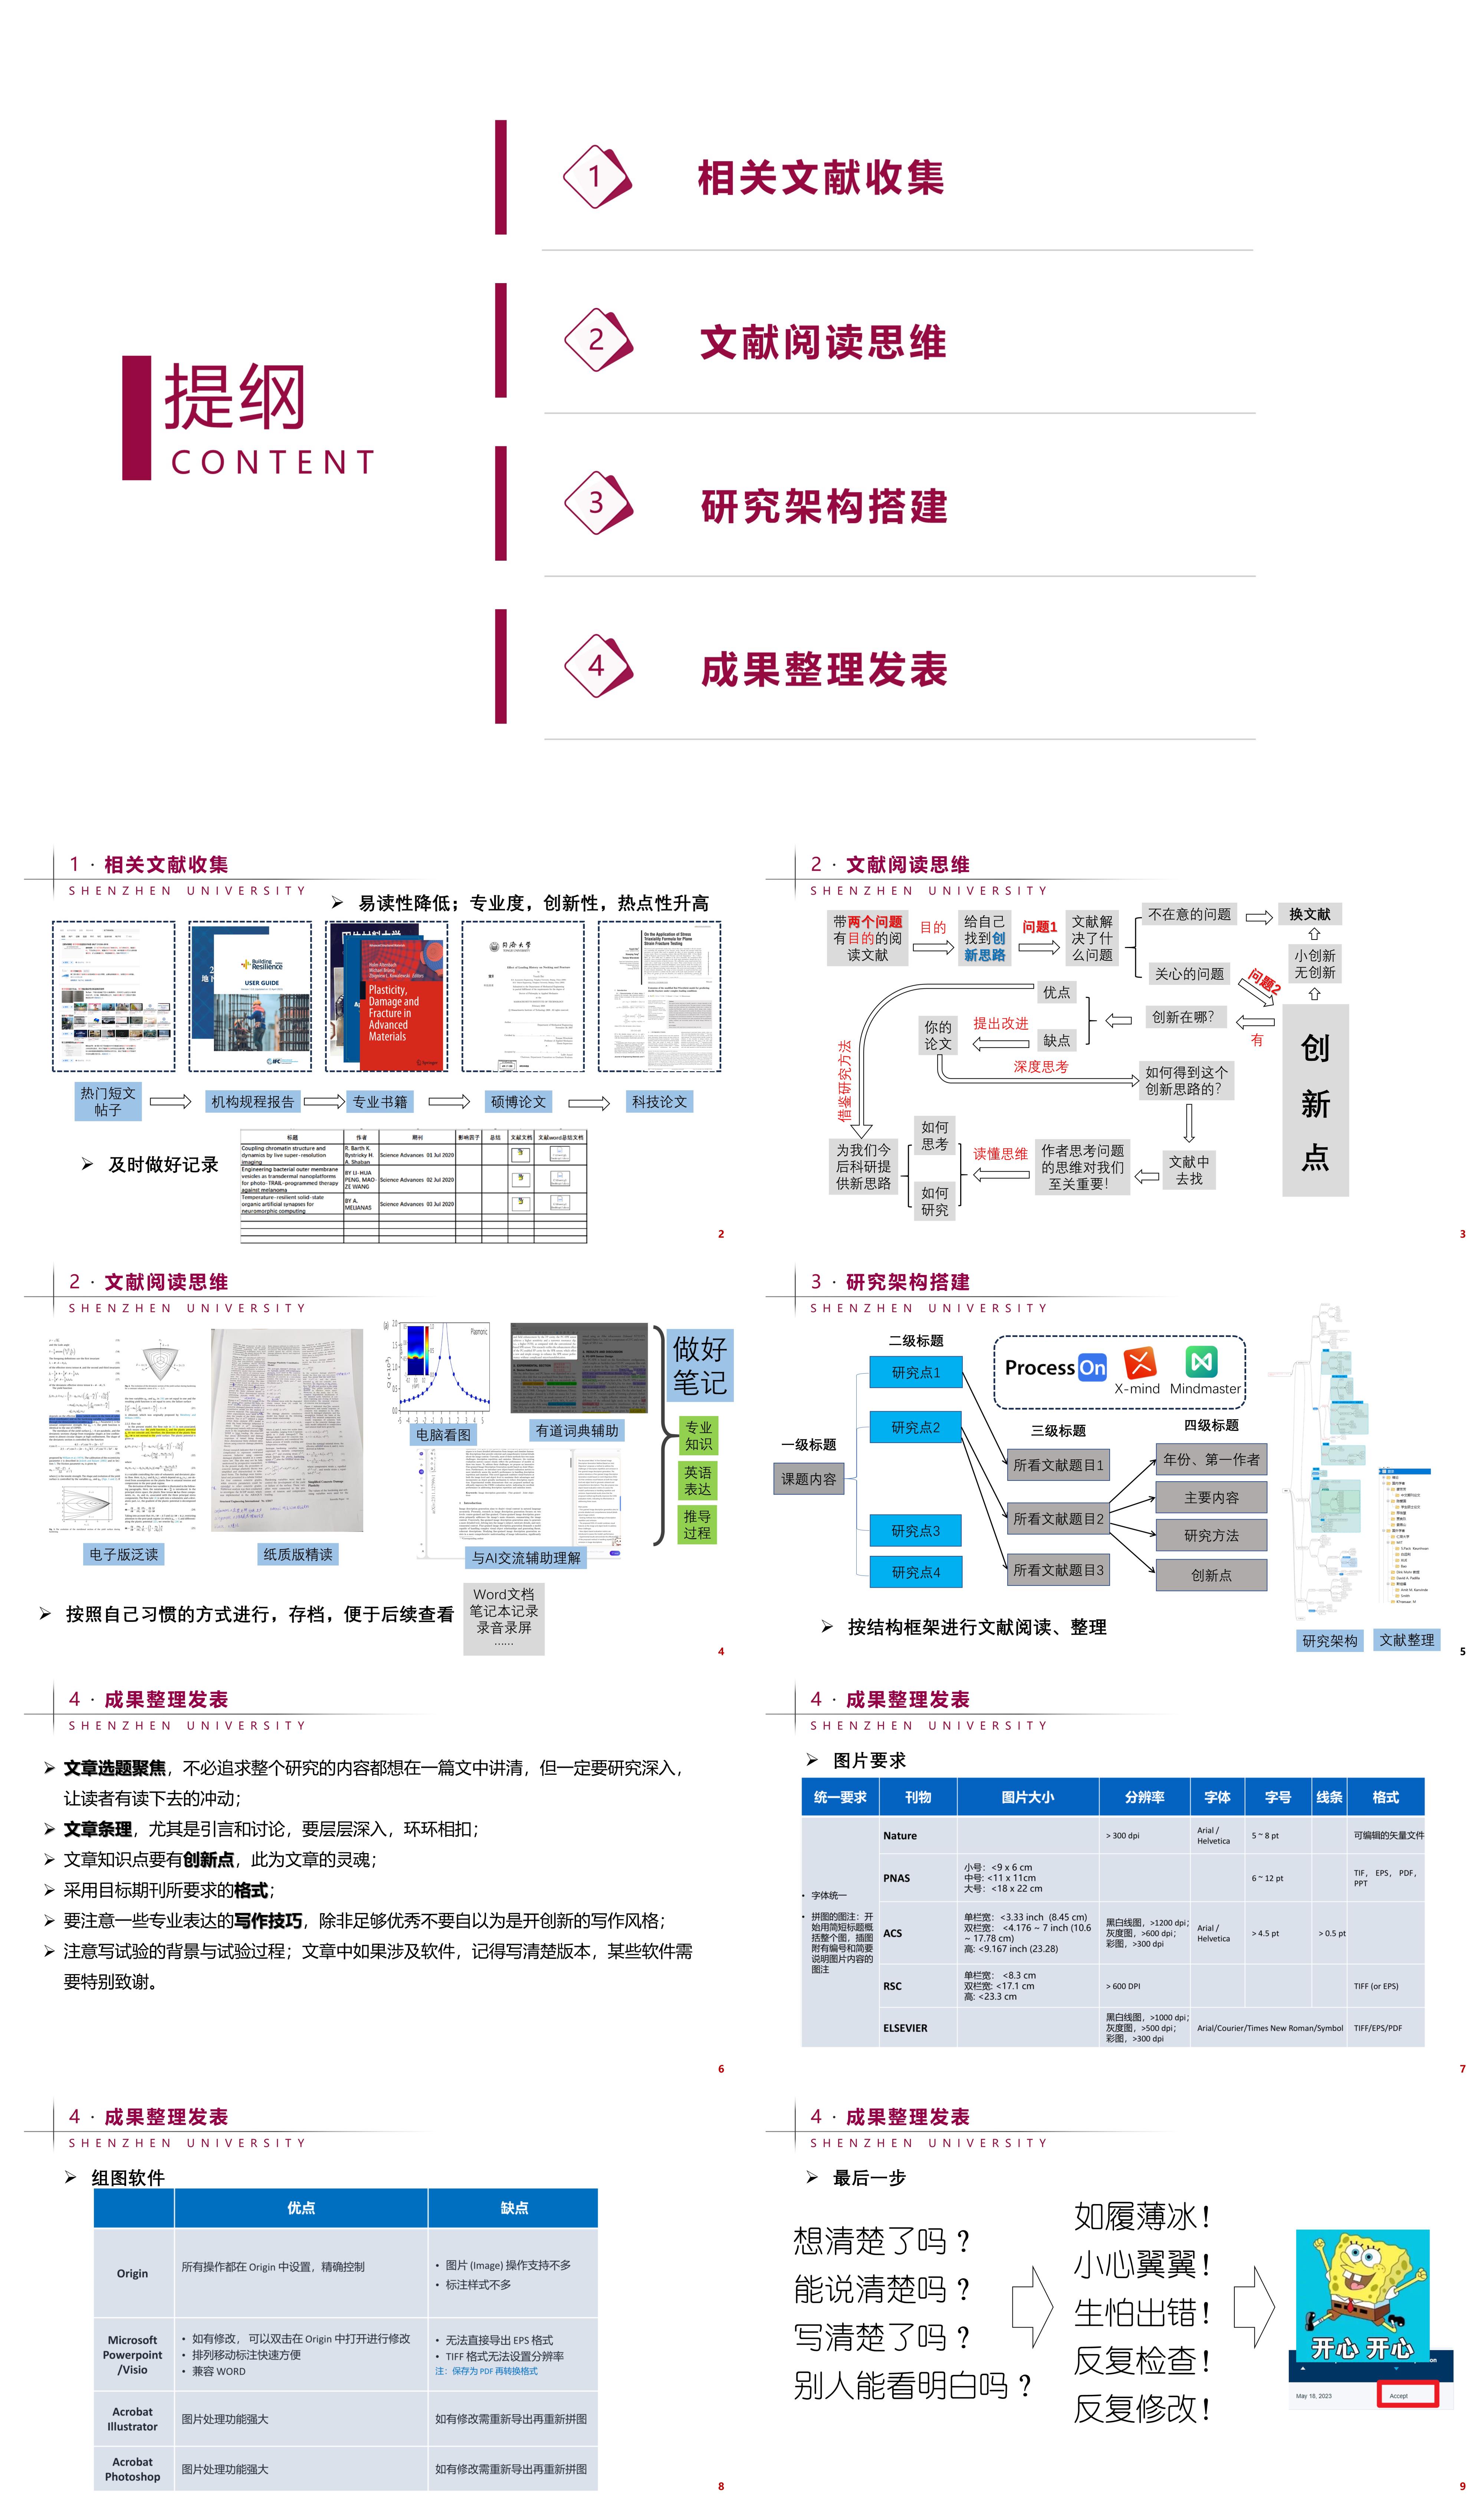 提纲
CONTENT
1
相关文献收集
2
文献阅读思维
3
研究架构搭建
4
成果整理发表
1 · 相关文献收集
SHENZHEN UNIVERSITY
易读性降低；专业度，创新性，热点性升高
Building
Resilience
USER GUIDE
IFC
Plasticity,
Damage and
Fracture in
Advanced
Materials
On the Application of Stress
Triaxiality Formula for Plane
Strain Fracture Testing
热门短文
帖子
机构规程报告
专业书籍
硕博论文
科技论文
及时做好记录
标题 作者 期刊 影响因子 总结 文献文档 文献word总结文档
Coupling chromatin structure and
dynamics by live super-resolution
imaging
R. Barth K.
Bystricky H.
A. Shaban
Science Advances 01 Jul 2020
Engineering bacterial outer membrane
vesicles as transdermal nanoplatforms
for photo-TRAIL-programmed therapy
against melanoma
BY LI-HUA
PENG, MAO-
ZE WANG
Science Advances 02 Jul 2020
Temperature-resilient solid-state
organic artificial synapses for
neuromorphic computing
BY A.
MELIANAS
Science Advances 03 Jul 2020
2
2 · 文献阅读思维
SHENZHEN UNIVERSITY
带两个问题
有目的的阅
读文献
目的
给自己
找到创
新思路
问题1
文献解
决了什
么问题
不在意的问题
换文献
小创新
无创新
关心的问题
问题2
创新点
有
创新在哪？
优点
缺点
提出改进
你的
论文
深度思考
借鉴研究方法
如何得到这个
创新思路的？
文献中
去找
作者思考问题
的思维对我们
至关重要！
读懂思维
如何
思考
如何
研究
为我们今
后科研提
供新思路
3
2 · 文献阅读思维
SHENZHEN UNIVERSITY
Plasmonic
电脑看图
有道词典辅助
与AI交流辅助理解
电子版泛读
纸质版精读
做好
笔记
专业
知识
英语
表达
推导
过程
按照自己习惯的方式进行，存档，便于后续查看
Word文档
笔记本记录
录音录屏
……
4
3 · 研究架构搭建
SHENZHEN UNIVERSITY
二级标题
研究点1
研究点2
研究点3
研究点4
一级标题
课题内容
Process On
X-mind
Mindmaster
三级标题
所看文献题目1
所看文献题目2
所看文献题目3
四级标题
年份、第一作者
主要内容
研究方法
创新点
按结构框架进行文献阅读、整理
研究架构
文献整理
5
4 · 成果整理发表
SHENZHEN UNIVERSITY
文章选题聚焦，不必追求整个研究的内容都想在一篇文中讲清，但一定要研究深入，
让读者有读下去的冲动；
文章条理，尤其是引言和讨论，要层层深入，环环相扣；
文章知识点要有创新点，此为文章的灵魂；
采用目标期刊所要求的格式；
要注意一些专业表达的写作技巧，除非足够优秀不要自以为是开创新的写作风格；
注意写试验的背景与试验过程；文章中如果涉及软件，记得写清楚版本，某些软件需
要特别致谢。
6
4 · 成果整理发表
SHENZHEN UNIVERSITY
图片要求
统一要求 刊物 图片大小 分辨率 字体 字号 线条 格式
• 字体统一
• 拼图的图注：开
始用简短标题概
括整个图，插图
附有编号和简要
说明图片内容的
图注
Nature
> 300 dpi
Arial /
Helvetica
5 ~ 8 pt
可编辑的矢量文件
PNAS
小号：<9 x 6 cm
中号: <11 x 11cm
大号：<18 x 22 cm
6 ~ 12 pt
TIF， EPS， PDF，
PPT
ACS
单栏宽：<3.33 inch (8.45 cm)
双栏宽： <4.176 ~ 7 inch (10.6
~ 17.78 cm)
高: <9.167 inch (23.28)
黑白线图，>1200 dpi；
灰度图，>600 dpi；
彩图，>300 dpi
Arial /
Helvetica
> 4.5 pt
> 0.5 pt
RSC
单栏宽： <8.3 cm
双栏宽: <17.1 cm
高: <23.3 cm
> 600 DPI
TIFF (or EPS)
ELSEVIER
黑白线图，>1000 dpi；
灰度图，>500 dpi；
彩图，>300 dpi
Arial/Courier/Times New Roman/Symbol
TIFF/EPS/PDF
7
4 · 成果整理发表
SHENZHEN UNIVERSITY
组图软件
优点 缺点
Origin
所有操作都在 Origin 中设置，精确控制
• 图片 (Image) 操作支持不多
• 标注样式不多
Microsoft
Powerpoint
/Visio
• 如有修改， 可以双击在 Origin 中打开进行修改
• 排列移动标注快速方便
• 兼容 WORD
• 无法直接导出 EPS 格式
• TIFF 格式无法设置分辨率
注：保存为 PDF 再转换格式
Acrobat
Illustrator
图片处理功能强大
如有修改需重新导出再重新拼图
Acrobat
Photoshop
图片处理功能强大
如有修改需重新导出再重新拼图
8
4 · 成果整理发表
SHENZHEN UNIVERSITY
最后一步
想清楚了吗？
能说清楚吗？
写清楚了吗？
别人能看明白吗？
如履薄冰！
小心翼翼！
生怕出错！
反复检查！
反复修改！
开心 开心
May 18, 2023
Accept
9